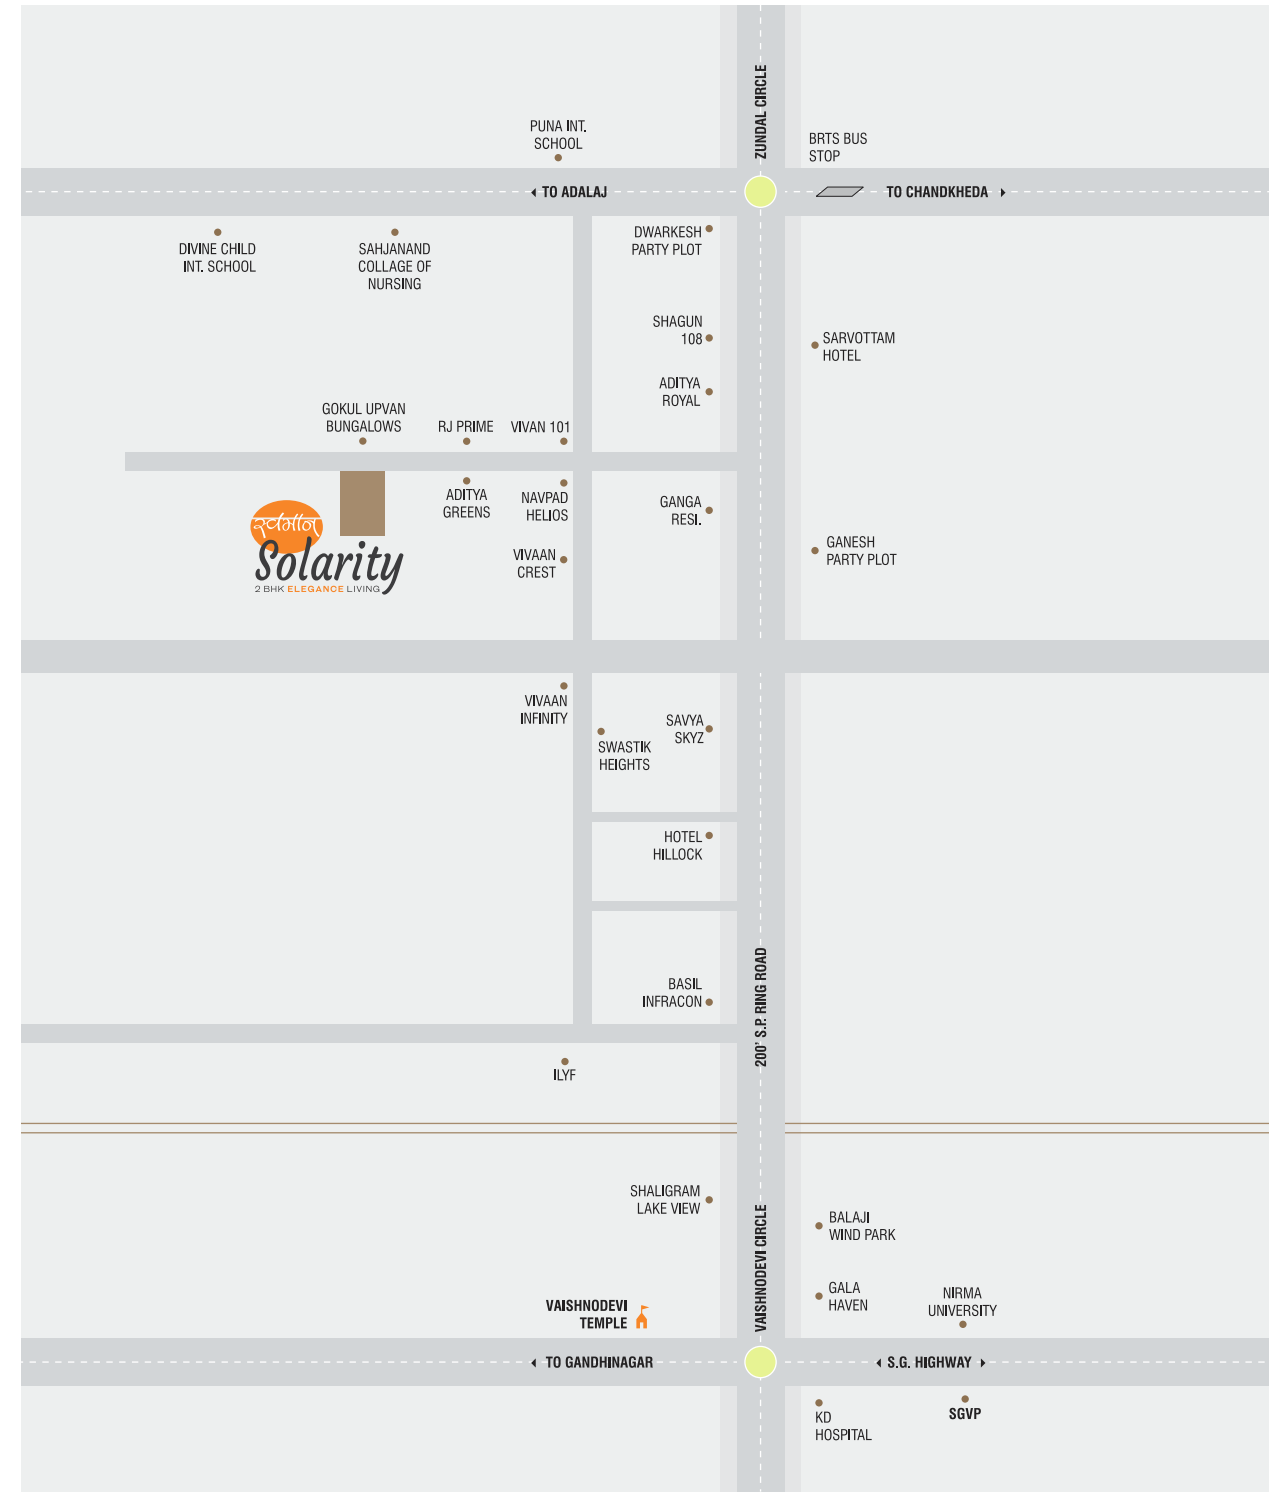 ZUNDAL CIRCLE
PUNA INT.
SCHOOL
BRTS BUS
STOP
TO ADALAJ
TO CHANDKHEDA
DIVINE CHILD
INT. SCHOOL
SAHJANAND
COLLAGE OF
NURSING
DWARKESH
PARTY PLOT
SHAGUN
108
SARVOTTAM
HOTEL
ADITYA
ROYAL
GOKUL UPVAN
BUNGALOWS
RJ PRIME
VIVAN 101
ADITYA
GREENS
NAVPAD
HELIOS
GANGA
RESI.
स्वमान
Solarity
2 BHK ELEGANCE LIVING
VIVAAN
CREST
GANESH
PARTY PLOT
VIVAAN
INFINITY
SWASTIK
HEIGHTS
SAVYA
SKYZ
HOTEL
HILLOCK
200' S.P. RING ROAD
BASIL
INFRACON
ILYF
SHALIGRAM
LAKE VIEW
VAISHNODEVI CIRCLE
BALAJI
WIND PARK
GALA
HAVEN
NIRMA
UNIVERSITY
VAISHNODEVI
TEMPLE
TO GANDHINAGAR
S.G. HIGHWAY
KD
HOSPITAL
SGVP